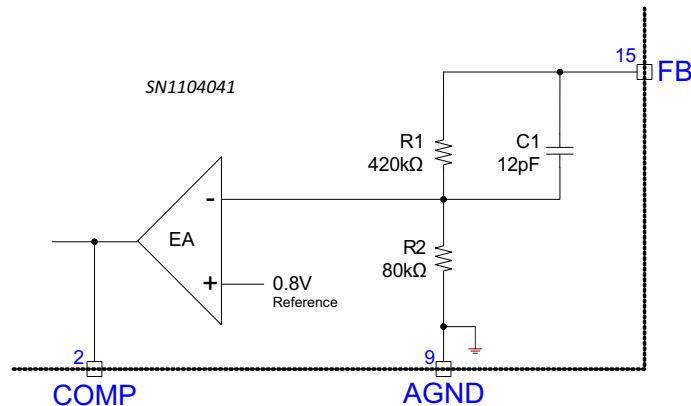 15
FB
SN1104041
R1
420kΩ
C1
12pF
-
EA
R2
80kΩ
+
0.8V
Reference
2
9
COMP
AGND